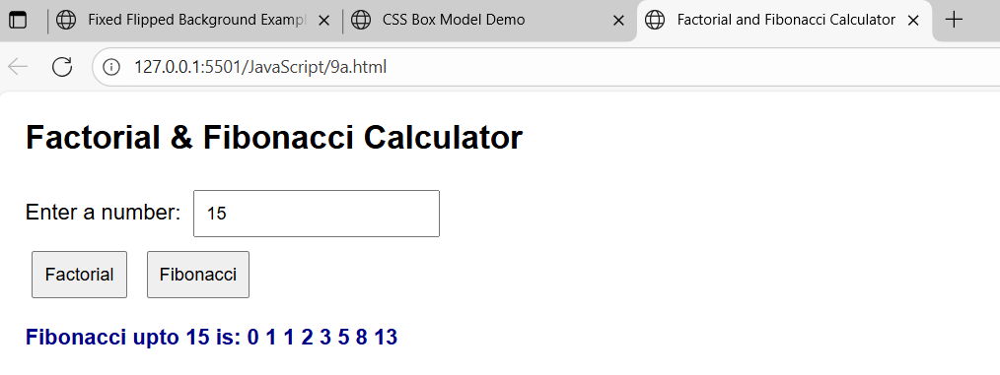 Fixed Flipped Background Exampl
CSS Box Model Demo
Factorial and Fibonacci Calculator
127.0.0.1:5501/JavaScript/9a.html
Factorial & Fibonacci Calculator
Enter a number: 15
Factorial Fibonacci
Fibonacci upto 15 is: 0 1 1 2 3 5 8 13